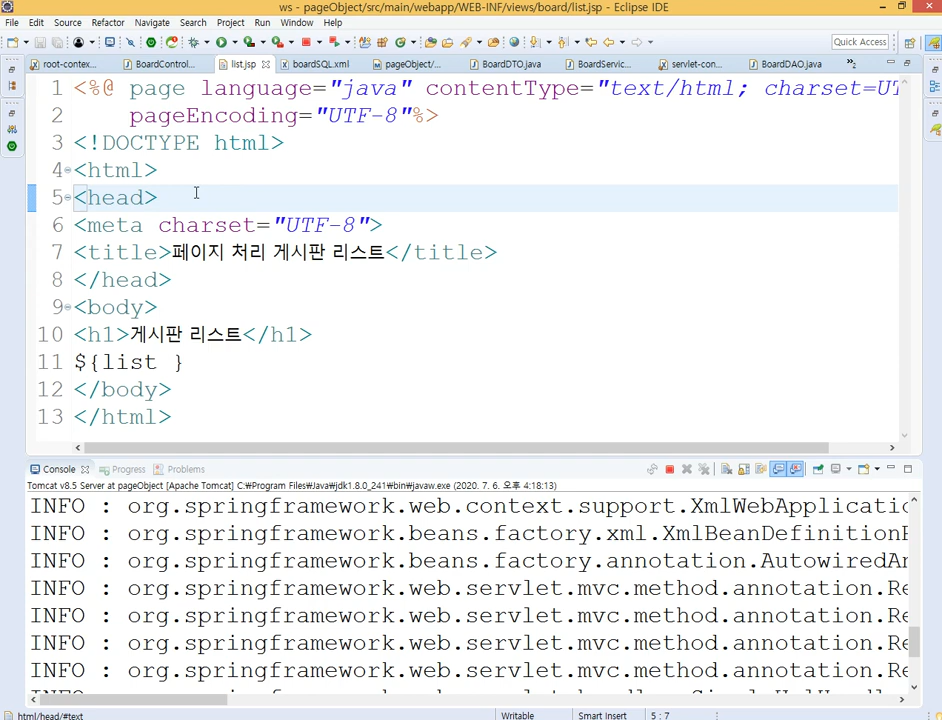 ws - pageObject/src/main/webapp/WEB-INF/views/board/list.jsp - Eclipse IDE
File Edit Source Refactor Navigate Search Project Run Window Help
Quick Access
root-contex... BoardControl... list.jsp boardSQL.xml pageObject/... BoardDTO.java BoardServic... servlet-con... BoardDAO.java »2
1 <%@ page language="java" contentType="text/html; charset=UT
2 pageEncoding="UTF-8"%>
3 <!DOCTYPE html>
4 <html>
5 <head>
6 <meta charset="UTF-8">
7 <title>페이지 처리 게시판 리스트</title>
8 </head>
9 <body>
10 <h1>게시판 리스트</h1>
11 ${list }
12 </body>
13 </html>
Console Progress Problems
Tomcat v8.5 Server at pageObject [Apache Tomcat] C:₩Program Files₩Java₩jdk1.8.0_241₩bin₩javaw.exe (2020. 7. 6. 오후 4:18:13)
INFO : org.springframework.web.context.support.XmlWebApplicatic
INFO : org.springframework.beans.factory.xml.XmlBeanDefinition
INFO : org.springframework.beans.factory.annotation.AutowiredAn
INFO : org.springframework.web.servlet.mvc.method.annotation.Re
INFO : org.springframework.web.servlet.mvc.method.annotation.Re
INFO : org.springframework.web.servlet.mvc.method.annotation.Re
INFO : org.springframework.web.servlet.mvc.method.annotation.Re
html/head/#text Writable Smart Insert 5 : 7